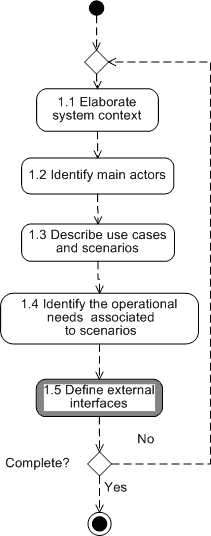 1.1 Elaborate
system context
1.2 Identify main actors
1.3 Describe use cases
and scenarios
1.4 Identify the operational
needs associated
to scenarios
1.5 Define external
interfaces
No
Complete?
Yes